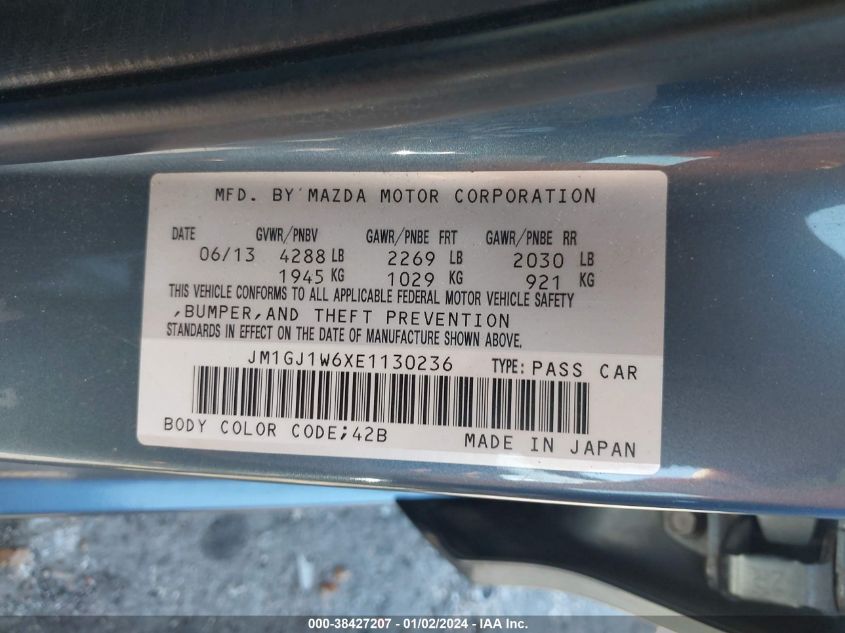 MFD. BY MAZDA MOTOR CORPORATION
DATE GVWR/PNBV GAWR/PNBE FRT GAWR/PNBE RR
06/13 4288 LB 2269 LB 2030 LB
1945 KG 1029 KG 921 KG
THIS VEHICLE CONFORMS TO ALL APPLICABLE FEDERAL MOTOR VEHICLE SAFETY
,BUMPER,AND THEFT PREVENTION
STANDARDS IN EFFECT ON THE DATE OF MANUFACTURE SHOWN ABOVE.
JM1GJ1W6XE1130236 TYPE: PASS CAR
BODY COLOR CODE;42B MADE IN JAPAN
000-38427207 - 01/02/2024 - IAA Inc.